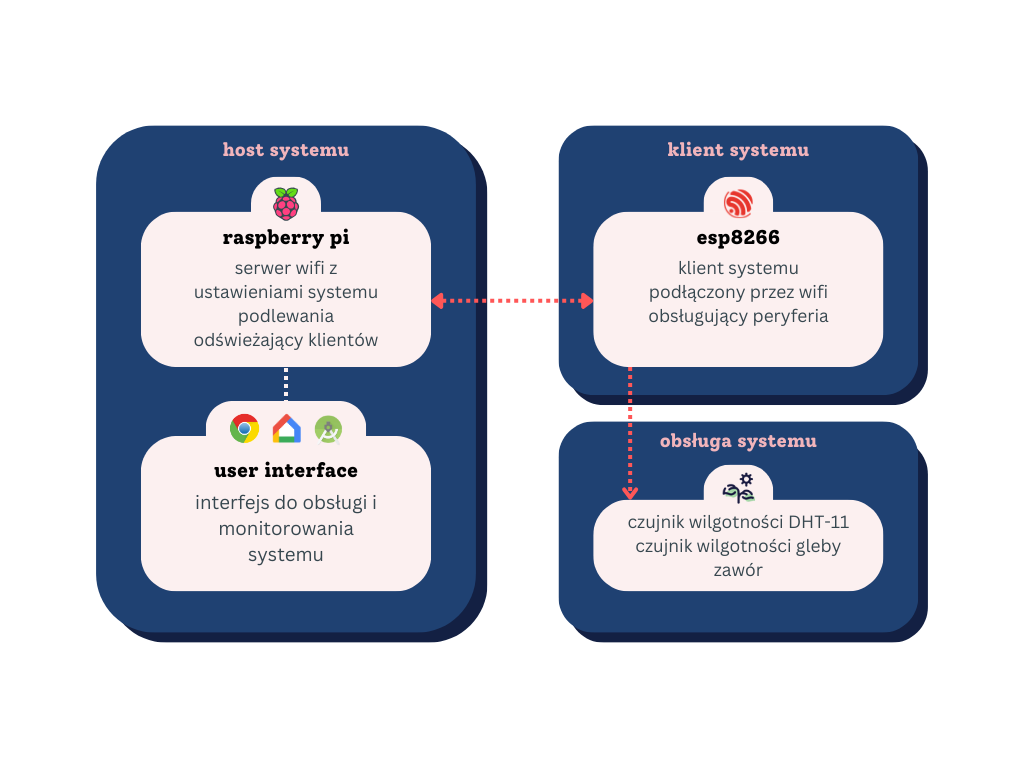 host systemu
raspberry pi
serwer wifi z
ustawieniami systemu
podlewania
odświeżający klientów
user interface
interfejs do obsługi i
monitorowania
systemu
klient systemu
esp8266
klient systemu
podłączony przez wifi
obsługujący peryferia
obsługa systemu
czujnik wilgotności DHT-11
czujnik wilgotności gleby
zawór